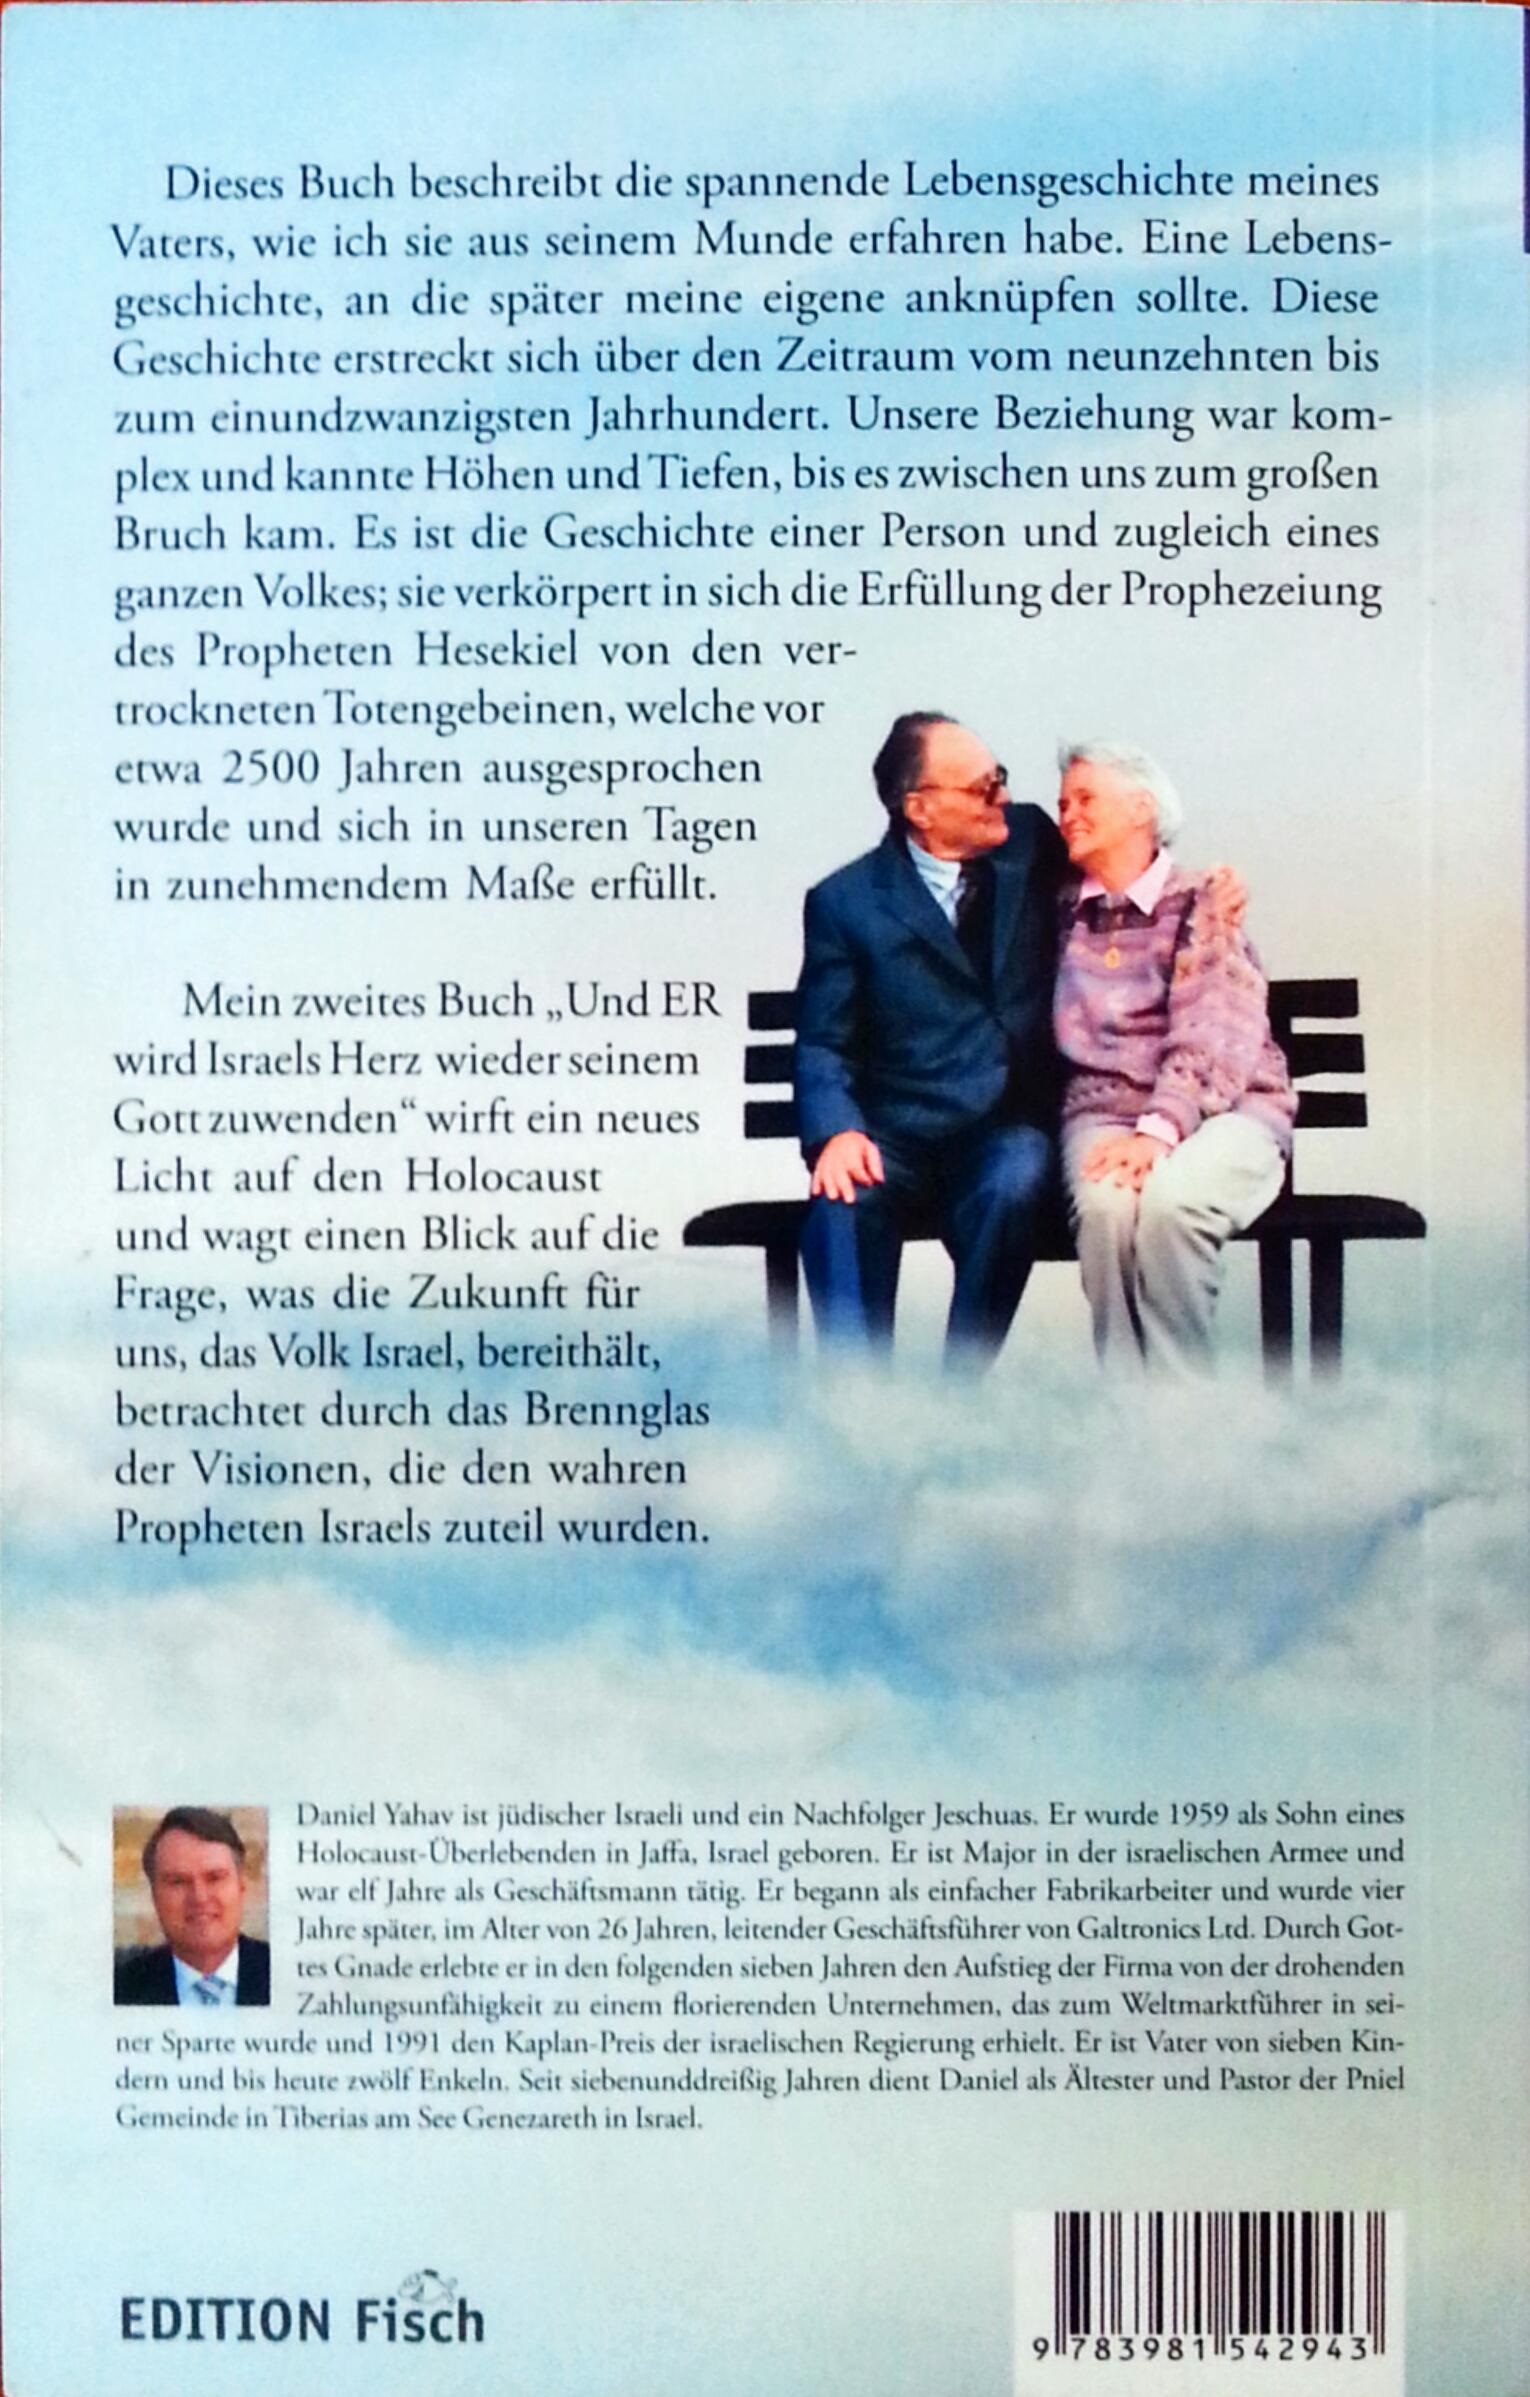 Dieses Buch beschreibt die spannende Lebensgeschichte meines
Vaters, wie ich sie aus seinem Munde erfahren habe. Eine Lebens-
geschichte, an die später meine eigene anknüpfen sollte. Diese
Geschichte erstreckt sich über den Zeitraum vom neunzehnten bis
zum einundzwanzigsten Jahrhundert. Unsere Beziehung war kom-
plex und kannte Höhen und Tiefen, bis es zwischen uns zum großen
Bruch kam. Es ist die Geschichte einer Person und zugleich eines
ganzen Volkes; sie verkörpert in sich die Erfüllung der Prophezeiung
des Propheten Hesekiel von den ver-
trockneten Totengebeinen, welche vor
etwa 2500 Jahren ausgesprochen
wurde und sich in unseren Tagen
in zunehmendem Maße erfüllt.
Mein zweites Buch „Und ER
wird Israels Herz wieder seinem
Gott zuwenden“ wirft ein neues
Licht auf den Holocaust
und wagt einen Blick auf die
Frage, was die Zukunft für
uns, das Volk Israel, bereithält,
betrachtet durch das Brennglas
der Visionen, die den wahren
Propheten Israels zuteil wurden.
Daniel Yahav ist jüdischer Israeli und ein Nachfolger Jeschuas. Er wurde 1959 als Sohn eines
Holocaust-Überlebenden in Jaffa, Israel geboren. Er ist Major in der israelischen Armee und
war elf Jahre als Geschäftsmann tätig. Er begann als einfacher Fabrikarbeiter und wurde vier
Jahre später, im Alter von 26 Jahren, leitender Geschäftsführer von Galtronics Ltd. Durch Got-
tes Gnade erlebte er in den folgenden sieben Jahren den Aufstieg der Firma von der drohenden
Zahlungsunfähigkeit zu einem florierenden Unternehmen, das zum Weltmarktführer in sei-
ner Sparte wurde und 1991 den Kaplan-Preis der israelischen Regierung erhielt. Er ist Vater von sieben Kin-
dern und bis heute zwölf Enkeln. Seit siebenunddreißig Jahren dient Daniel als Ältester und Pastor der Pniel
Gemeinde in Tiberias am See Genezareth in Israel.
EDITION Fisch
9 783981 542943